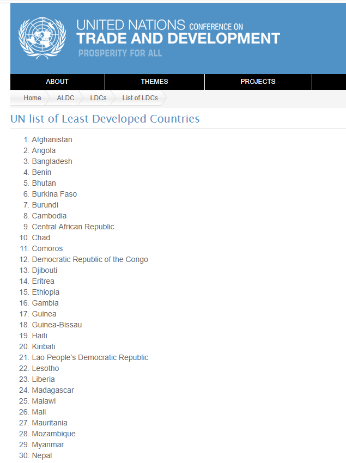 UNITED NATIONS CONFERENCE ON
TRADE AND DEVELOPMENT
PROSPERITY FOR ALL
ABOUT THEMES PROJECTS
Home ALDC LDCs List of LDCs
UN list of Least Developed Countries
1. Afghanistan
2. Angola
3. Bangladesh
4. Benin
5. Bhutan
6. Burkina Faso
7. Burundi
8. Cambodia
9. Central African Republic
10. Chad
11. Comoros
12. Democratic Republic of the Congo
13. Djibouti
14. Eritrea
15. Ethiopia
16. Gambia
17. Guinea
18. Guinea-Bissau
19. Haiti
20. Kiribati
21. Lao People's Democratic Republic
22. Lesotho
23. Liberia
24. Madagascar
25. Malawi
26. Mali
27. Mauritania
28. Mozambique
29. Myanmar
30. Nepal